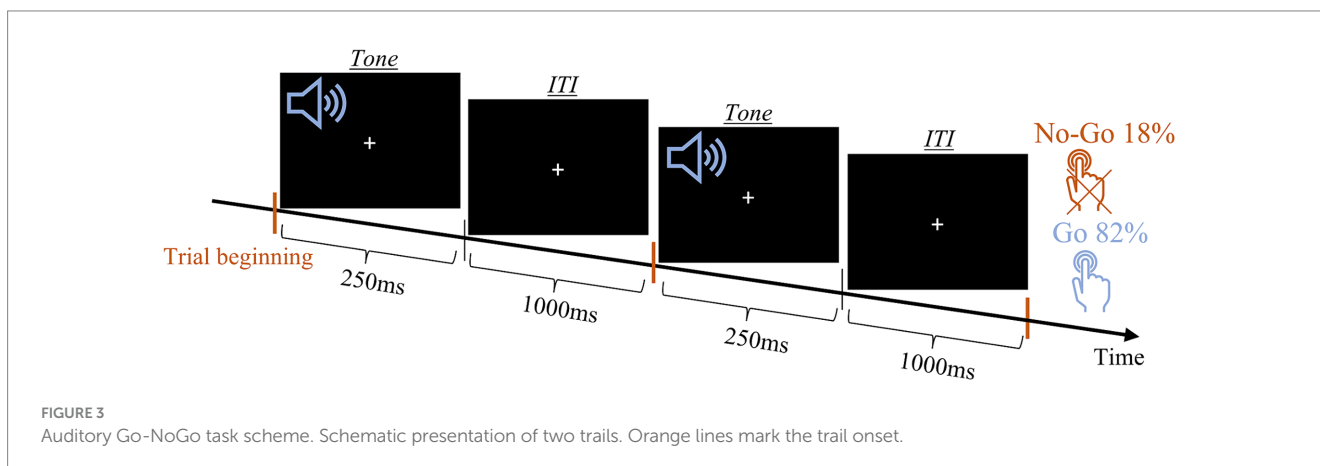 Tone
ITI
Tone
ITI
No-Go 18%
Go 82%
Trial beginning
250ms
1000ms
250ms
1000ms
Time
FIGURE 3
Auditory Go-NoGo task scheme. Schematic presentation of two trails. Orange lines mark the trail onset.